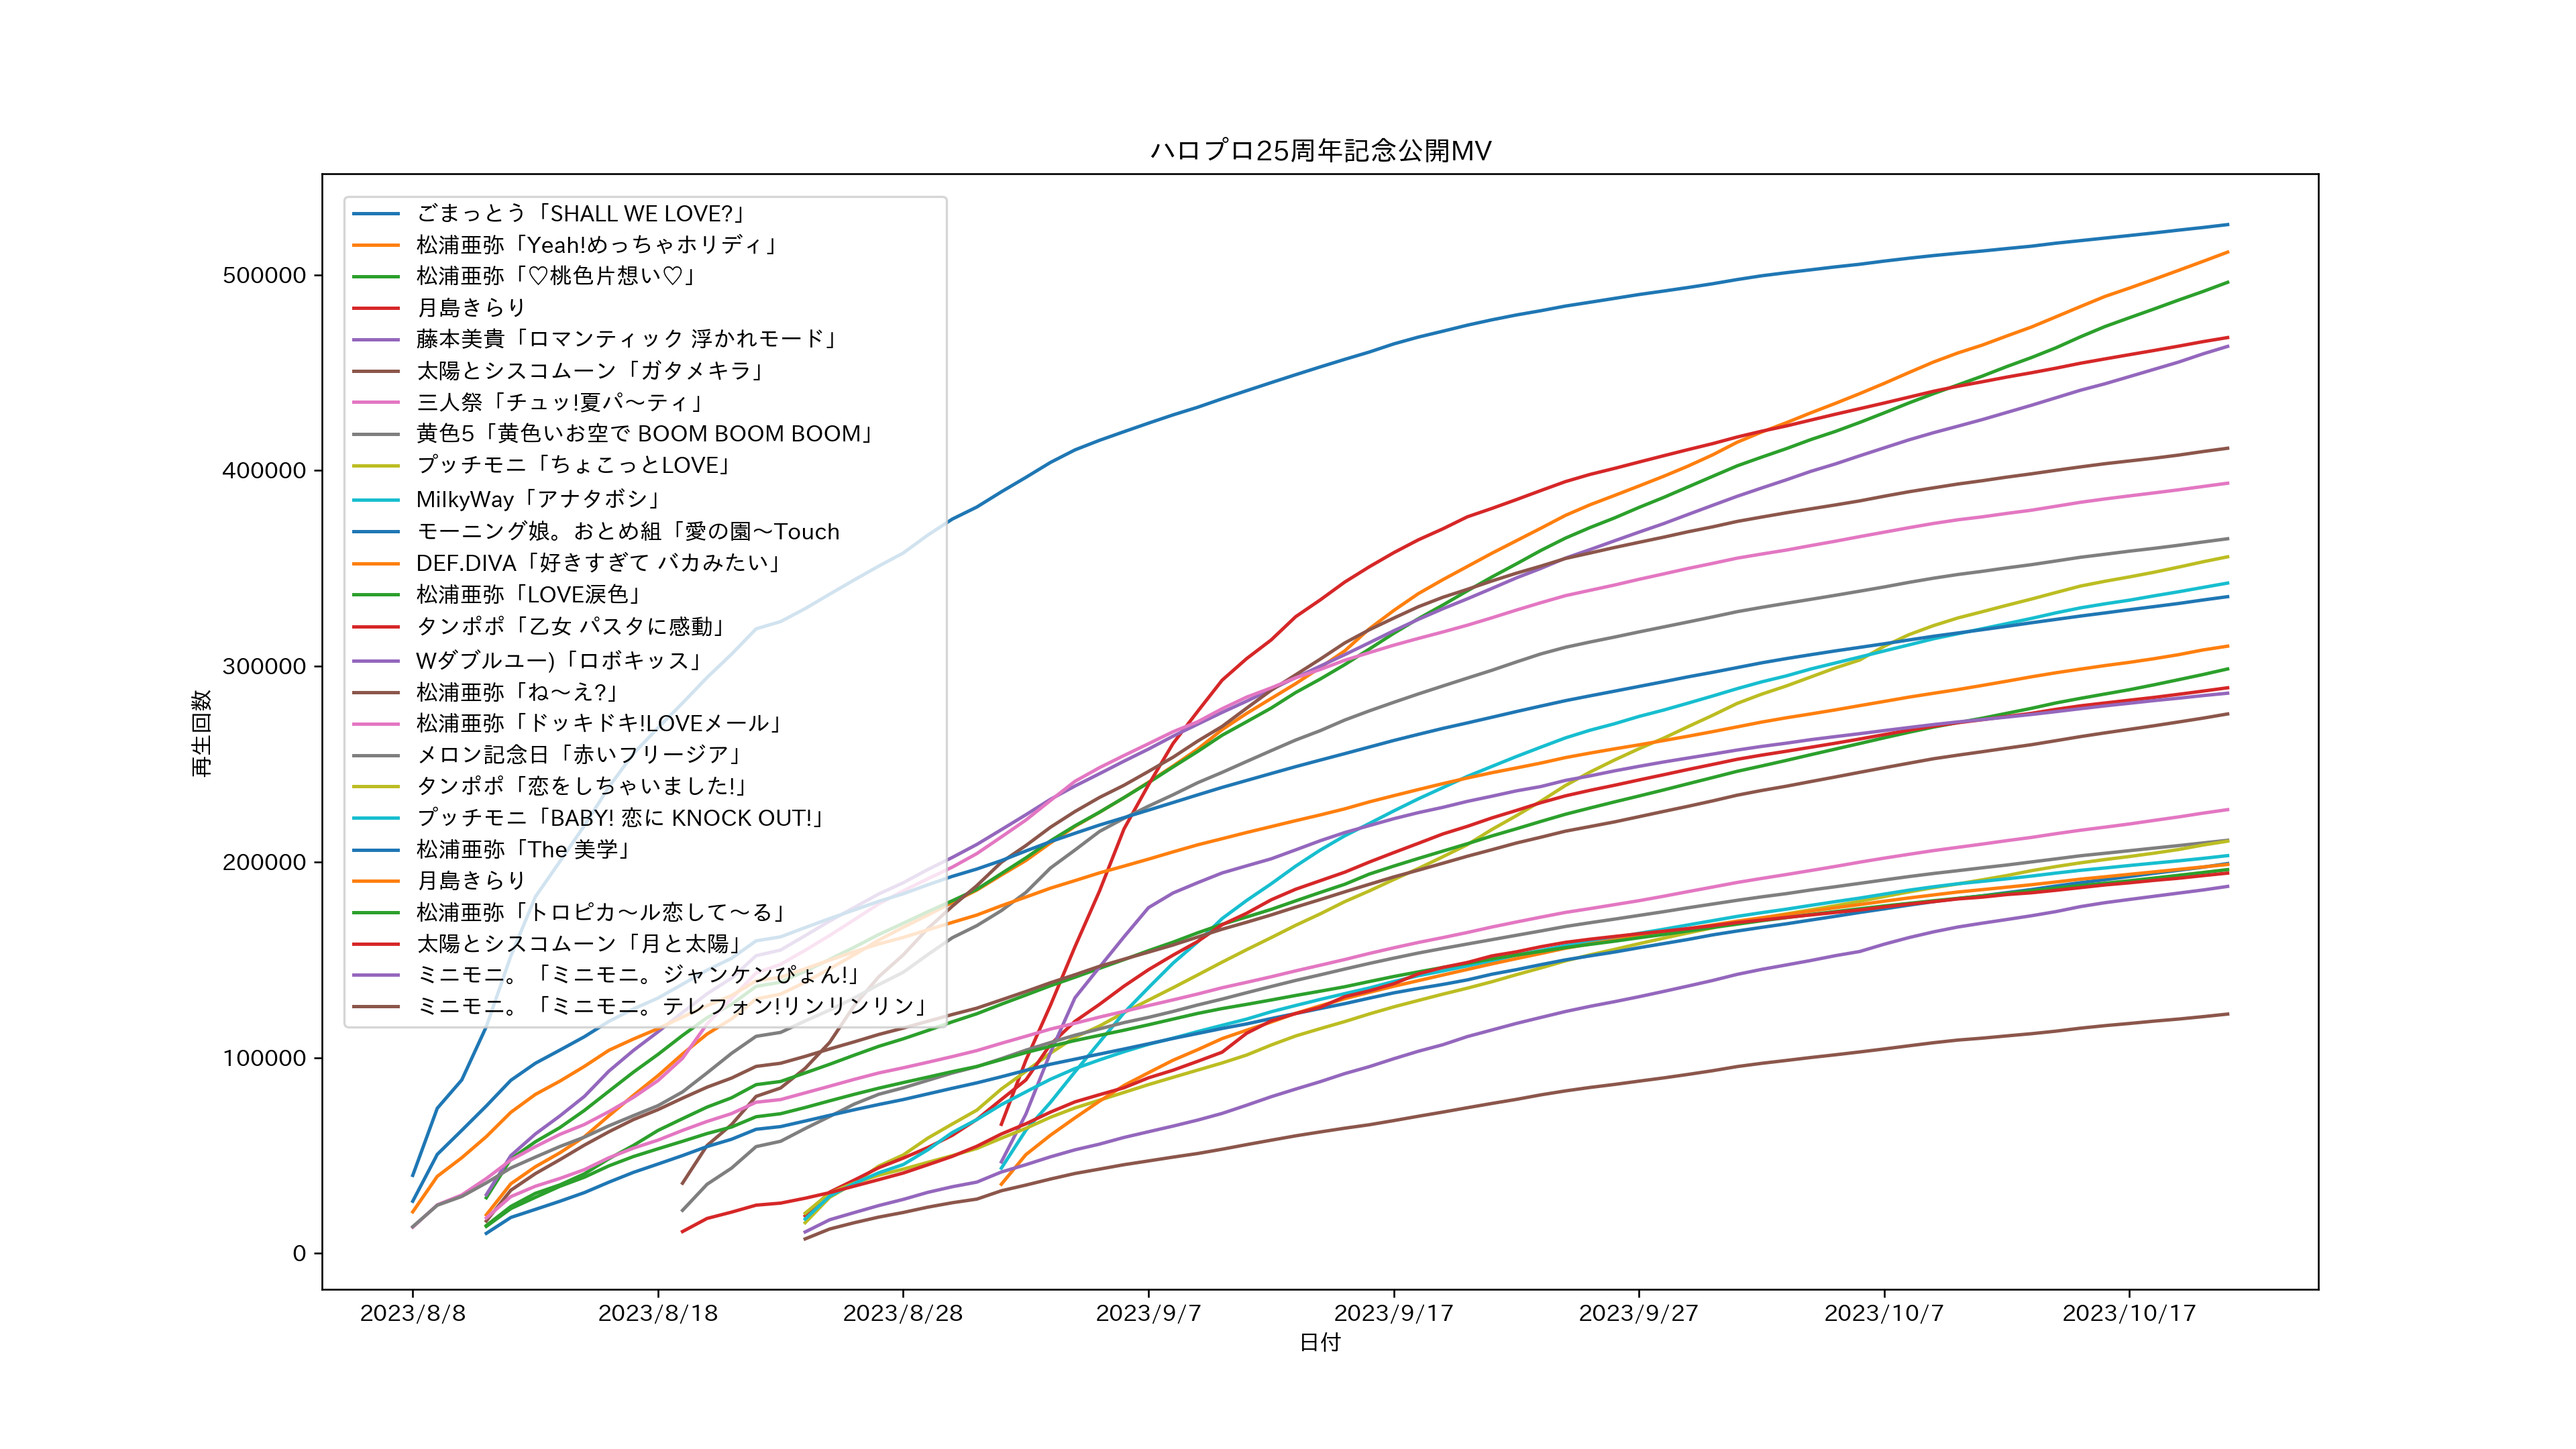 ハロプロ25周年記念公開MV
ごまっとう「SHALL WE LOVE?」
松浦亜弥「Yeah!めっちゃホリディ」
松浦亜弥「♡桃色片想い♡」
月島きらり
藤本美貴「ロマンティック 浮かれモード」
太陽とシスコムーン「ガタメキラ」
三人祭「チュッ!夏パ〜ティ」
黄色5「黄色いお空で BOOM BOOM BOOM」
プッチモニ「ちょこっとLOVE」
MilkyWay「アナタボシ」
モーニング娘。おとめ組「愛の園〜Touch
DEF.DIVA「好きすぎて バカみたい」
松浦亜弥「LOVE涙色」
タンポポ「乙女 パスタに感動」
Wダブルユー)「ロボキッス」
松浦亜弥「ね〜え?」
松浦亜弥「ドッキドキ!LOVEメール」
メロン記念日「赤いフリージア」
タンポポ「恋をしちゃいました!」
プッチモニ「BABY! 恋に KNOCK OUT!」
松浦亜弥「The 美学」
月島きらり
松浦亜弥「トロピカ〜ル恋して〜る」
太陽とシスコムーン「月と太陽」
ミニモニ。「ミニモニ。ジャンケンぴょん!」
ミニモニ。「ミニモニ。テレフォン!リンリンリン」
500000
400000
300000
200000
100000
0
再生回数
2023/8/8
2023/8/18
2023/8/28
2023/9/7
2023/9/17
2023/9/27
2023/10/7
2023/10/17
日付